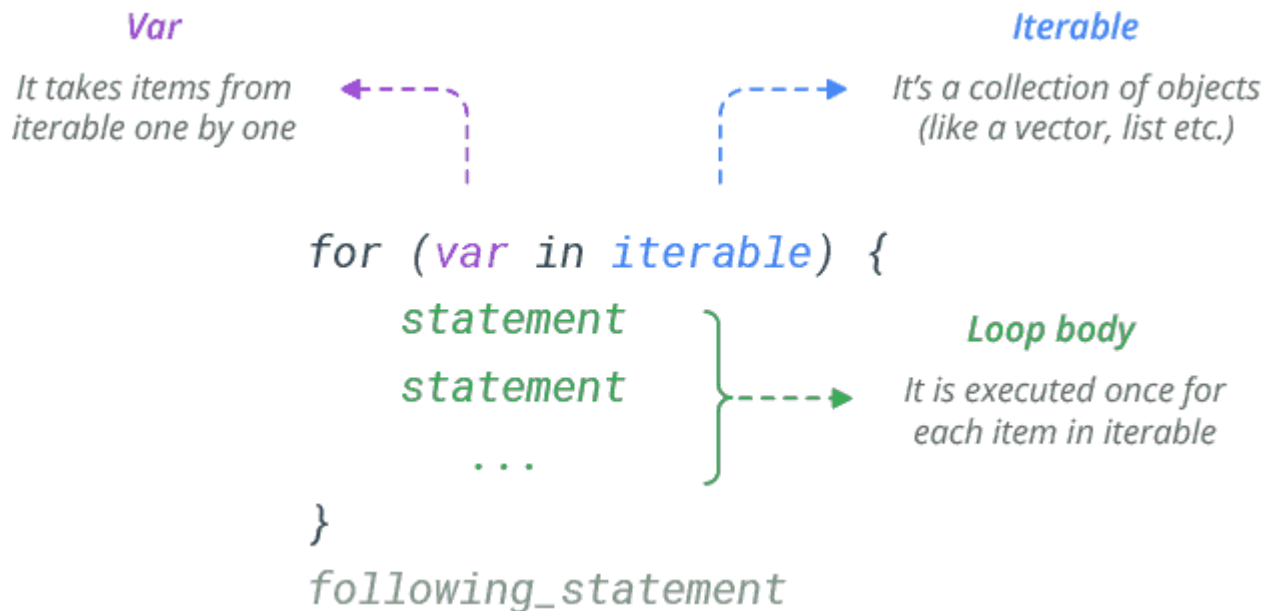 Var
It takes items from
iterable one by one
Iterable
It's a collection of objects
(like a vector, list etc.)
for (var in iterable) {
statement
statement
...
Loop body
It is executed once for
each item in iterable
}
following_statement